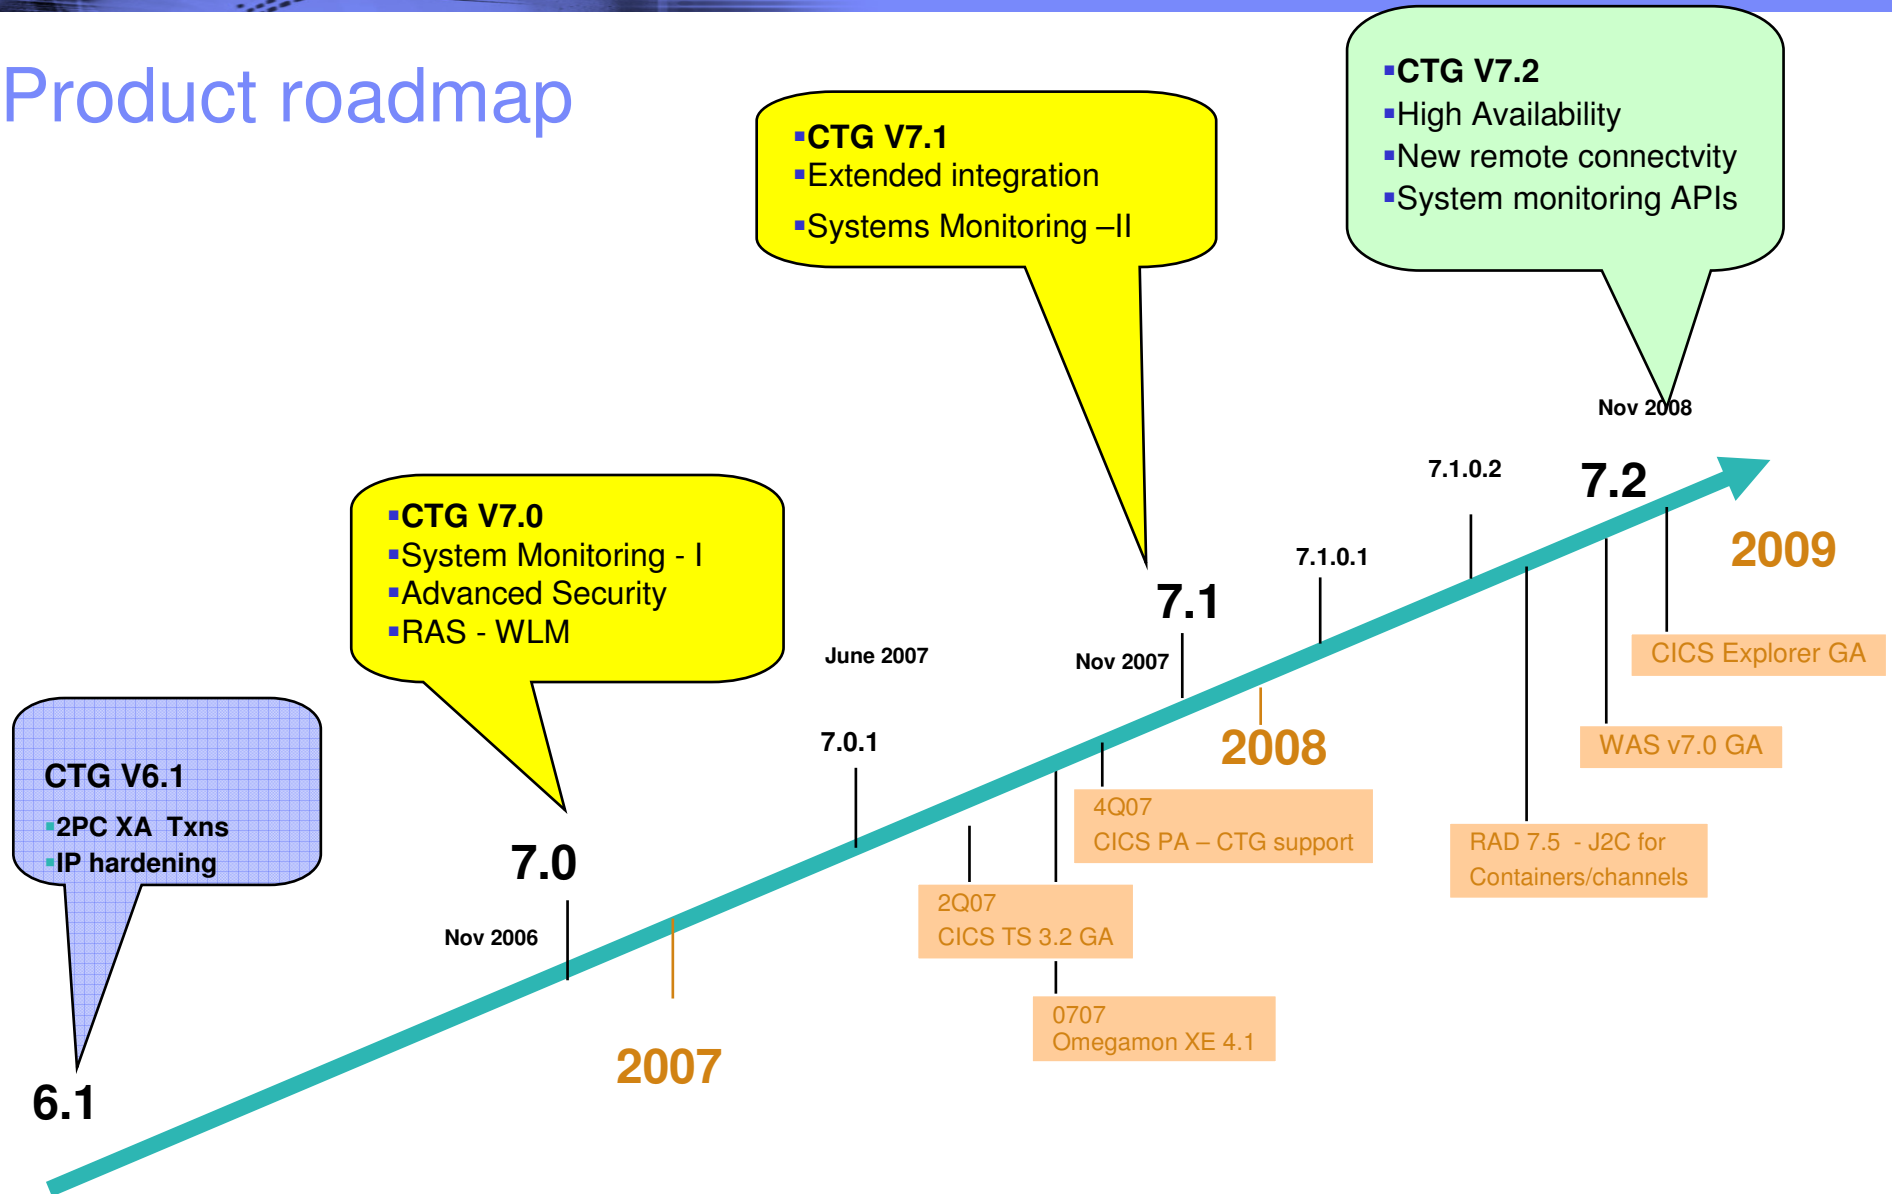 Product roadmap
▪CTG V7.2
▪High Availability
▪New remote connectvity
▪System monitoring APIs
▪CTG V7.1
▪Extended integration
▪Systems Monitoring –II
▪CTG V7.0
▪System Monitoring - I
▪Advanced Security
▪RAS - WLM
CTG V6.1
▪2PC XA Txns
▪IP hardening
6.1
7.0
Nov 2006
2007
June 2007
7.0.1
2Q07
CICS TS 3.2 GA
0707
Omegamon XE 4.1
4Q07
CICS PA – CTG support
7.1
Nov 2007
2008
7.1.0.1
7.1.0.2
RAD 7.5 - J2C for
Containers/channels
Nov 2008
7.2
WAS v7.0 GA
CICS Explorer GA
2009